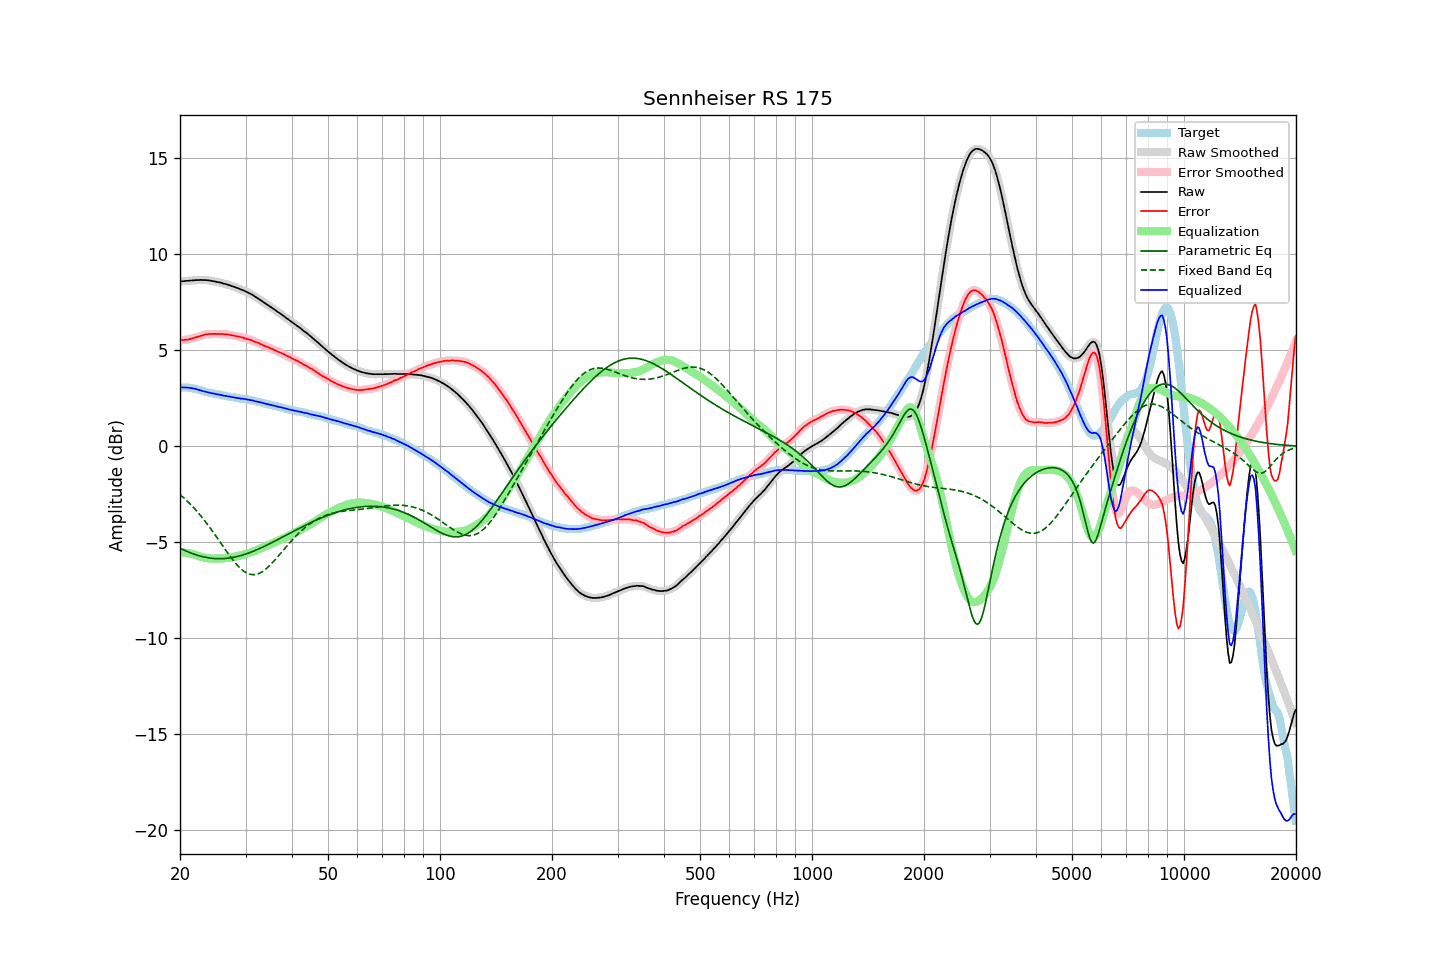 Sennheiser RS 175
Target
Raw Smoothed
Error Smoothed
Raw
Error
Equalization
Parametric Eq
Fixed Band Eq
Equalized
Amplitude (dBr)
15
10
5
0
−5
−10
−15
−20
20 50 100 200 500 1000 2000 5000 10000 20000
Frequency (Hz)